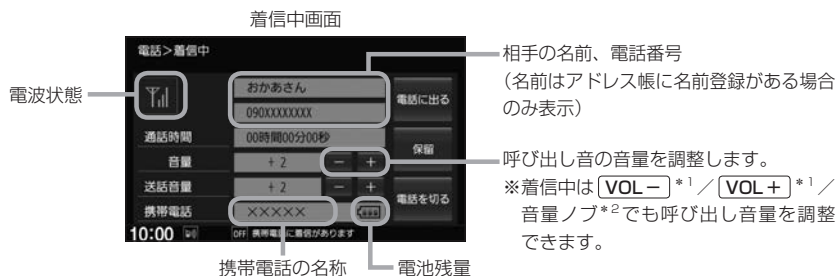 着信中画面
電話>着信中
電波状態
おかあさん
090XXXXXXXX
電話に出る
相手の名前、電話番号
(名前はアドレス帳に名前登録がある場合
のみ表示)
通話時間
00時間00分00秒
保留
音量
+ 2
− +
呼び出し音の音量を調整します。
※着信中は VOL− *1/ VOL+ *1/
音量ノブ*2でも呼び出し音量を調整
できます。
送話音量
+ 2
− +
電話を切る
携帯電話
×××××
10:00
OFF 携帯電話に着信があります
携帯電話の名称
電池残量